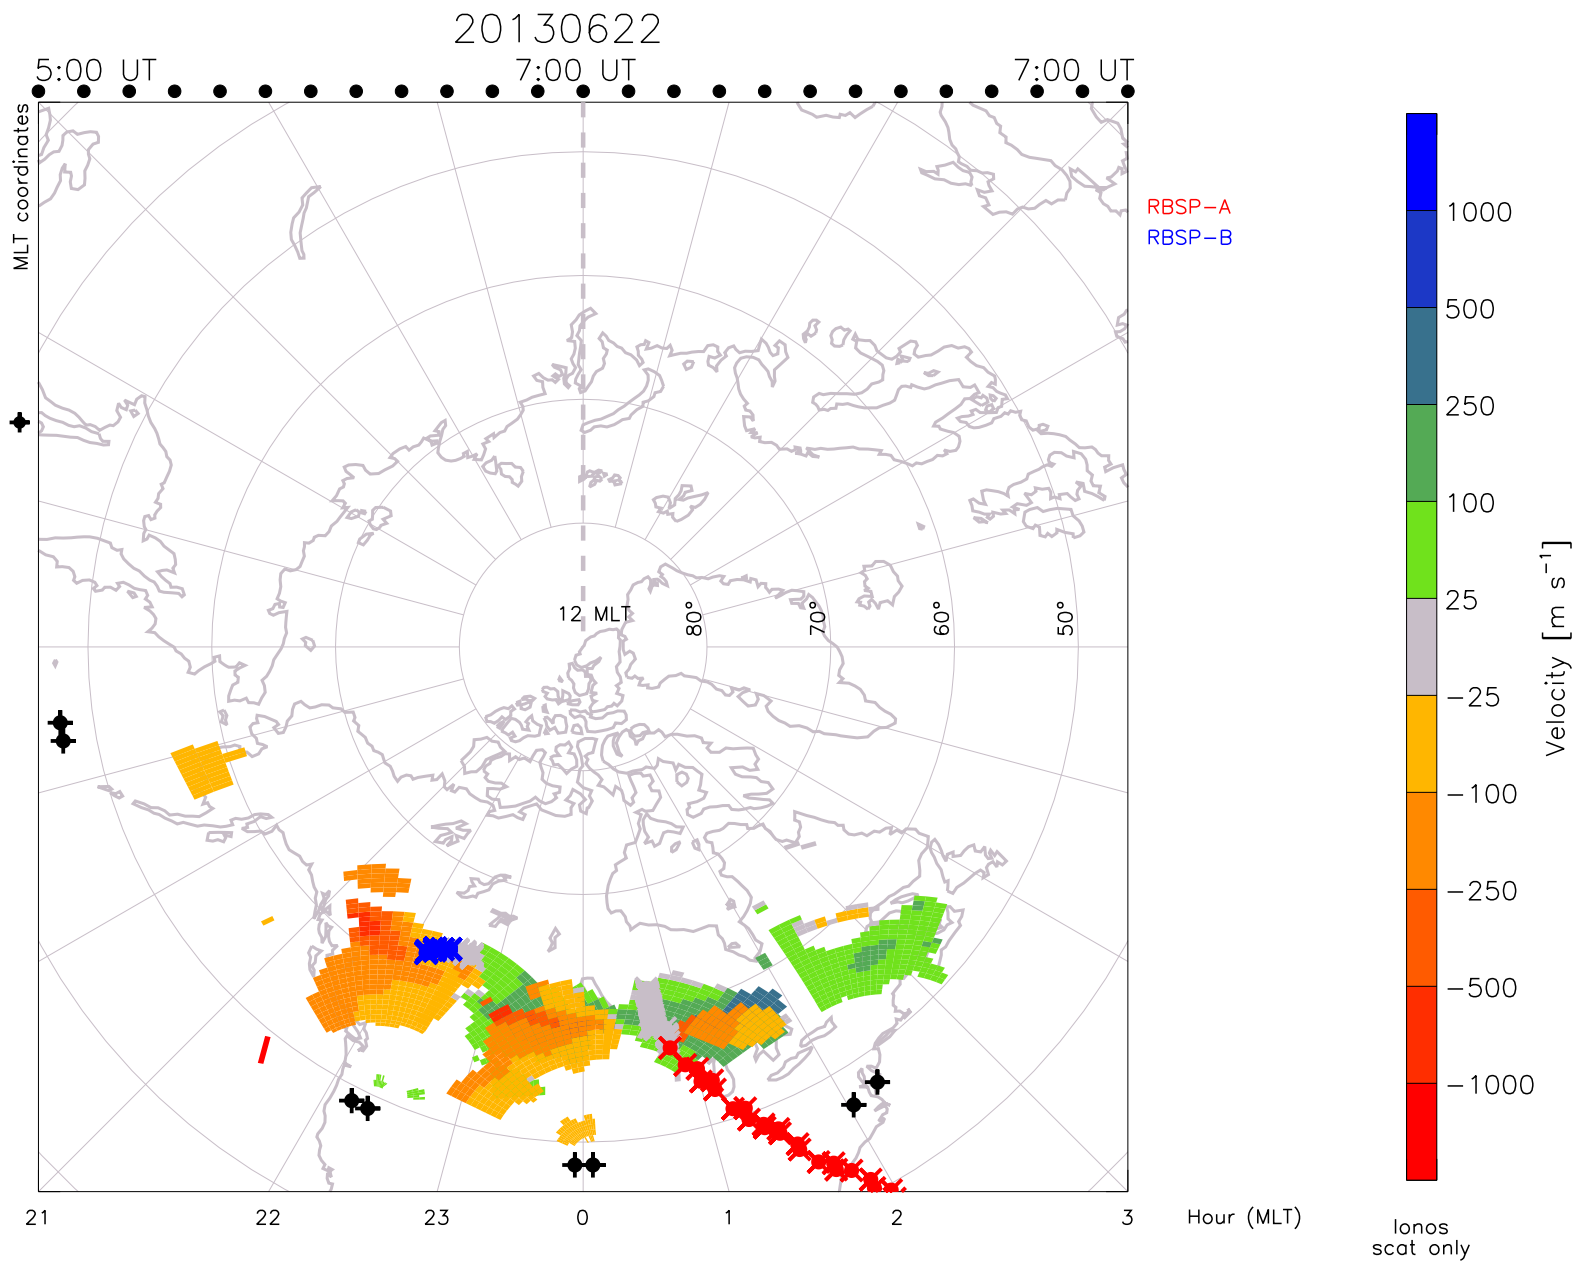 20130622
5:00 UT
7:00 UT
7:00 UT
MLT coordinates
RBSP-A
RBSP-B
12 MLT
80°
70°
60°
50°
21
22
23
0
1
2
3
Hour (MLT)
1000
500
250
100
25
-25
-100
-250
-500
-1000
Velocity [m s⁻¹]
Ionos
scat only